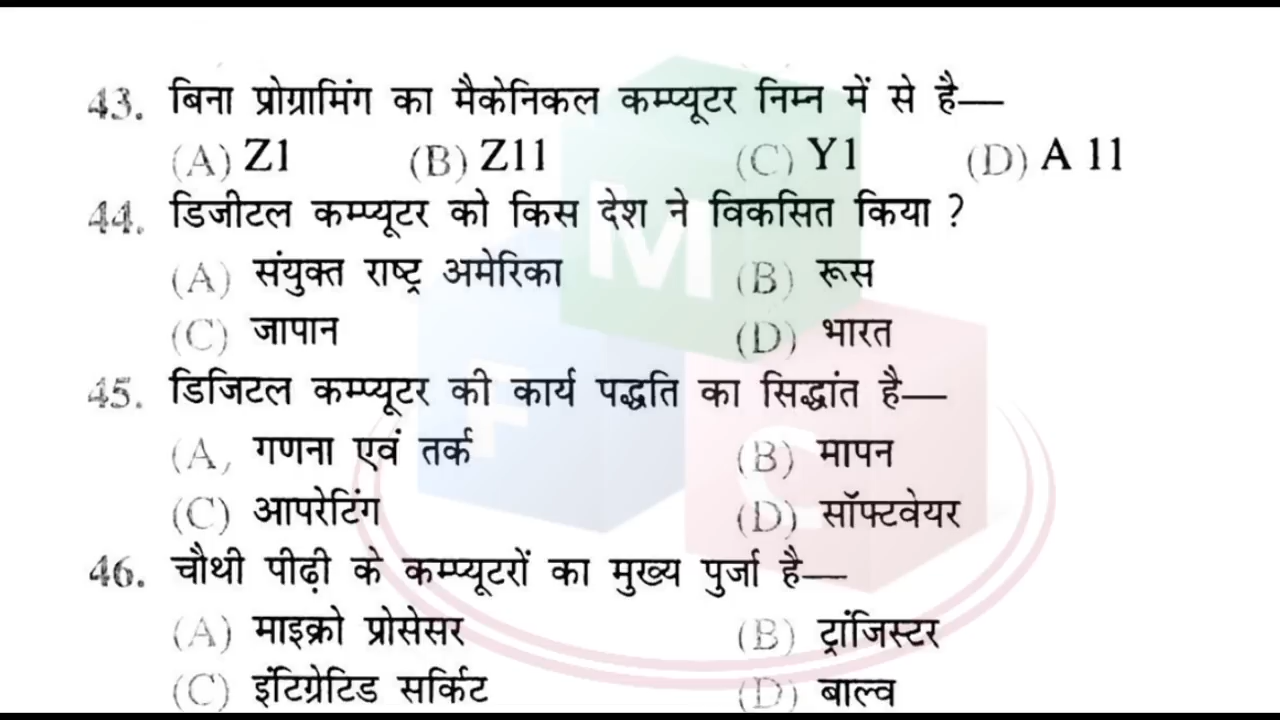 43. बिना प्रोग्रामिंग का मैकेनिकल कम्प्यूटर निम्न में से है—
(A) Z1 (B) Z11 (C) Y1 (D) A 11
44. डिजीटल कम्प्यूटर को किस देश ने विकसित किया ?
(A) संयुक्त राष्ट्र अमेरिका (B) रूस
(C) जापान (D) भारत
45. डिजिटल कम्प्यूटर की कार्य पद्धति का सिद्धांत है—
(A, गणना एवं तर्क (B) मापन
(C) आपरेटिंग (D) सॉफ्टवेयर
46. चौथी पीढ़ी के कम्प्यूटरों का मुख्य पुर्जा है—
(A) माइक्रो प्रोसेसर (B) ट्रांजिस्टर
(C) इंटिग्रेटिड सर्किट (D) बाल्व
F M C